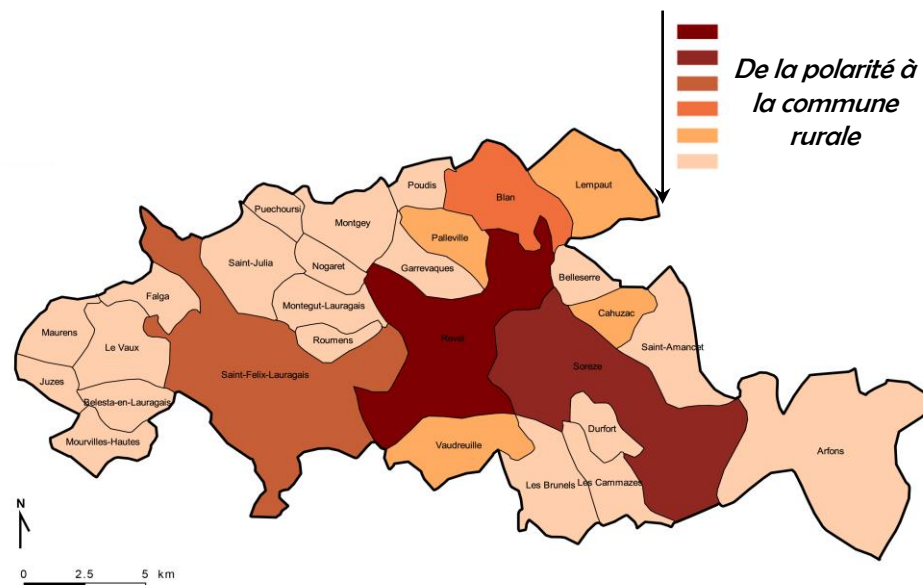 De la polarité à
la commune
rurale
Lempaut
Blan
Poudis
Puechoursi
Montgey
Palleville
Saint-Julia
Nogaret
Garrevaques
Belleserre
Falga
Montegut-Lauragais
Cahuzac
Maurens
Roumens
Revel
Saint-Amancet
Le Vaux
Soreze
Juzes
Saint-Felix-Lauragais
Belesta-en-Lauragais
Durfort
Mourvilles-Hautes
Vaudreuille
Arfons
Les Brunels
Les Cammazes
N
0 2.5 5 km